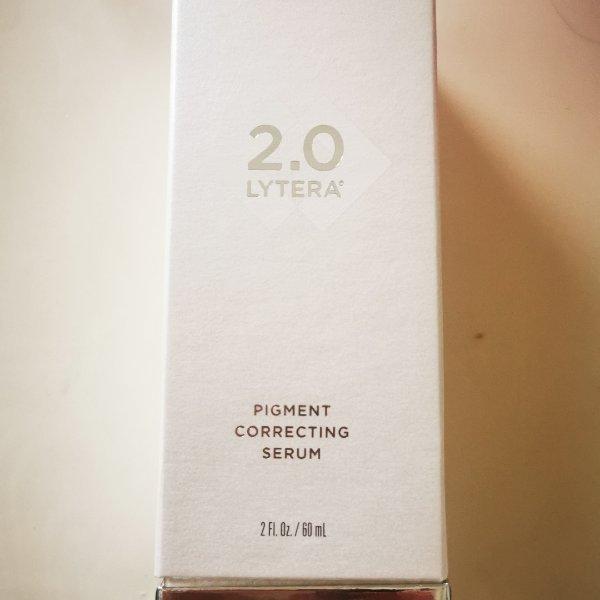 2.0
LYTERA®
PIGMENT
CORRECTING
SERUM
2 Fl. Oz. / 60 mL